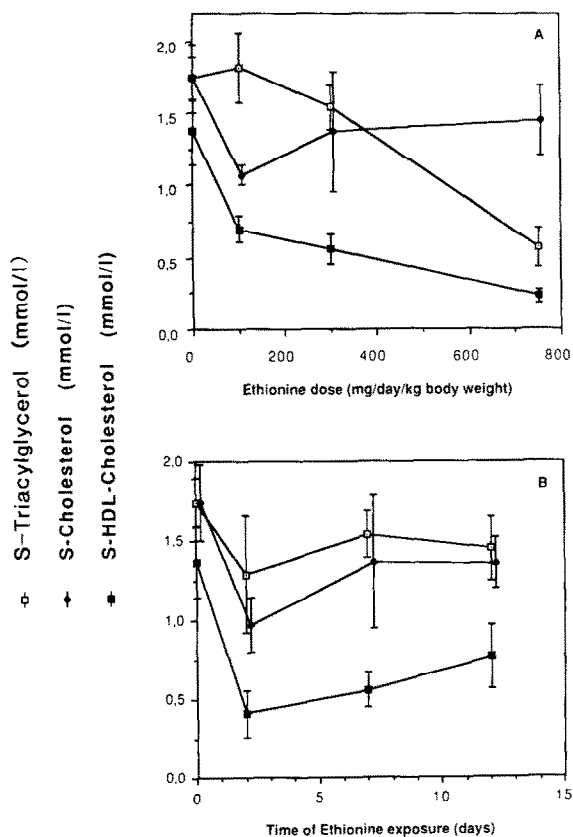 S-Triacylglycerol (mmol/l)
S-Cholesterol (mmol/l)
S-HDL-Cholesterol (mmol/l)
A
2,0
1,5
1,0
0,5
0,0
0 200 400 600 800
Ethionine dose (mg/day/kg body weight)
B
2,0
1,5
1,0
0,5
0,0
0 5 10 15
Time of Ethionine exposure (days)